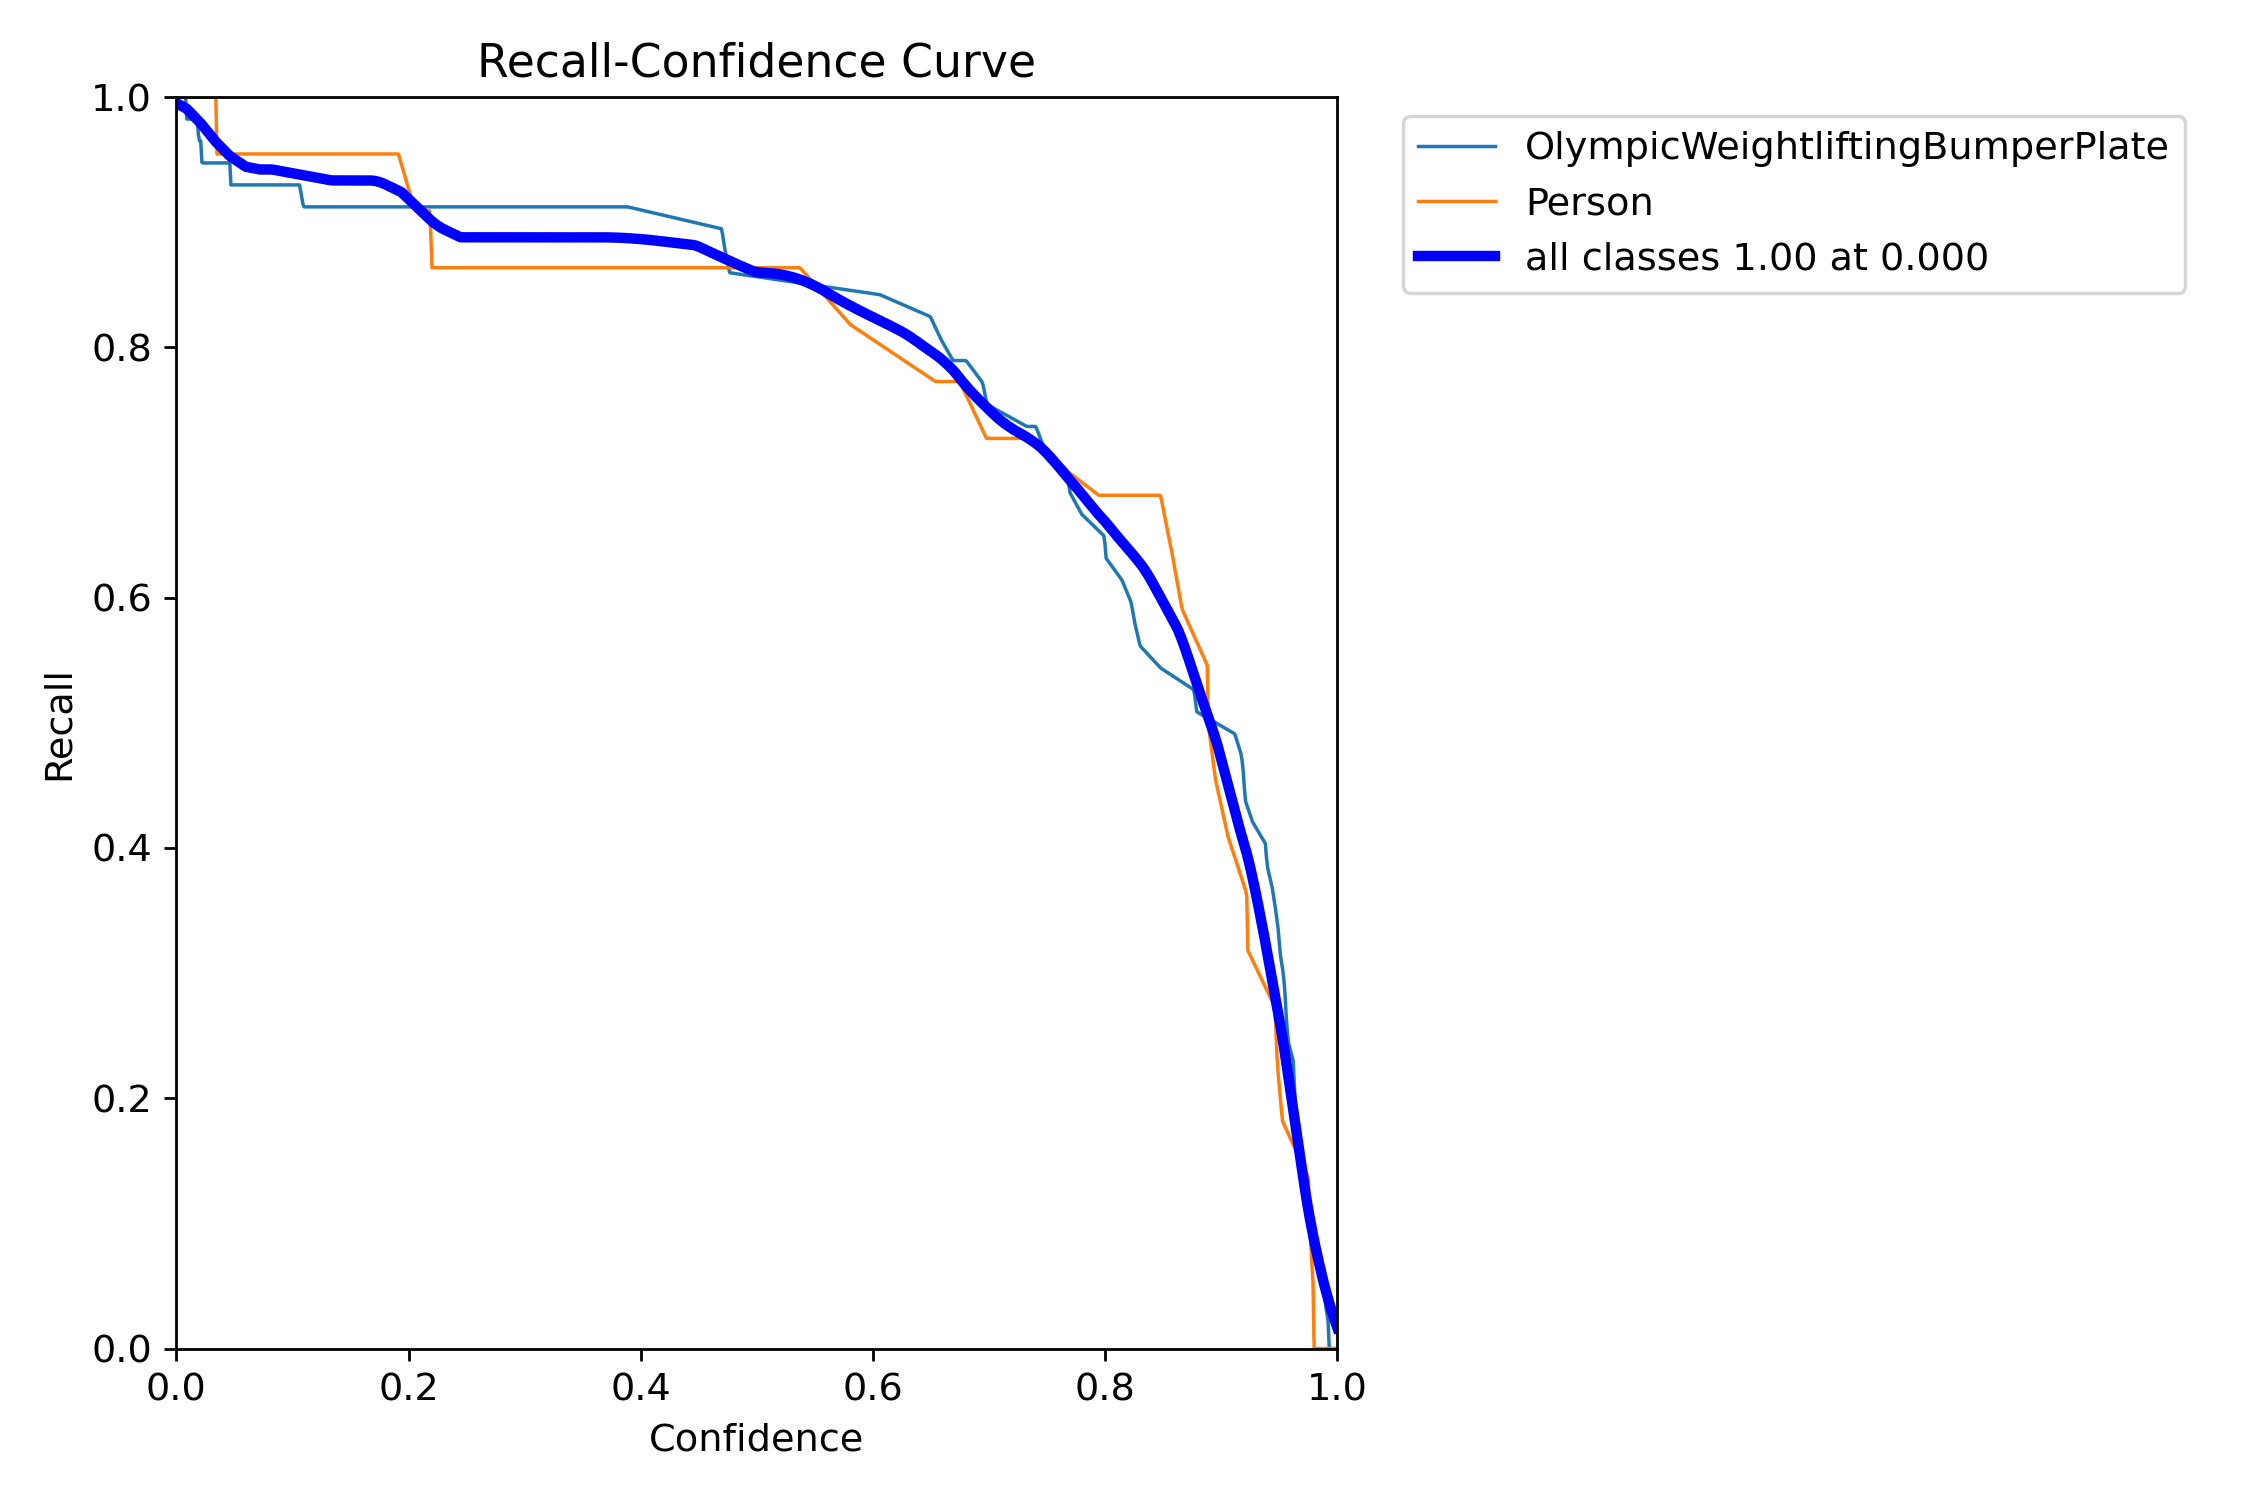 Recall-Confidence Curve
1.0
0.8
0.6
0.4
0.2
0.0
Recall
0.0 0.2 0.4 0.6 0.8 1.0
Confidence
OlympicWeightliftingBumperPlate
Person
all classes 1.00 at 0.000